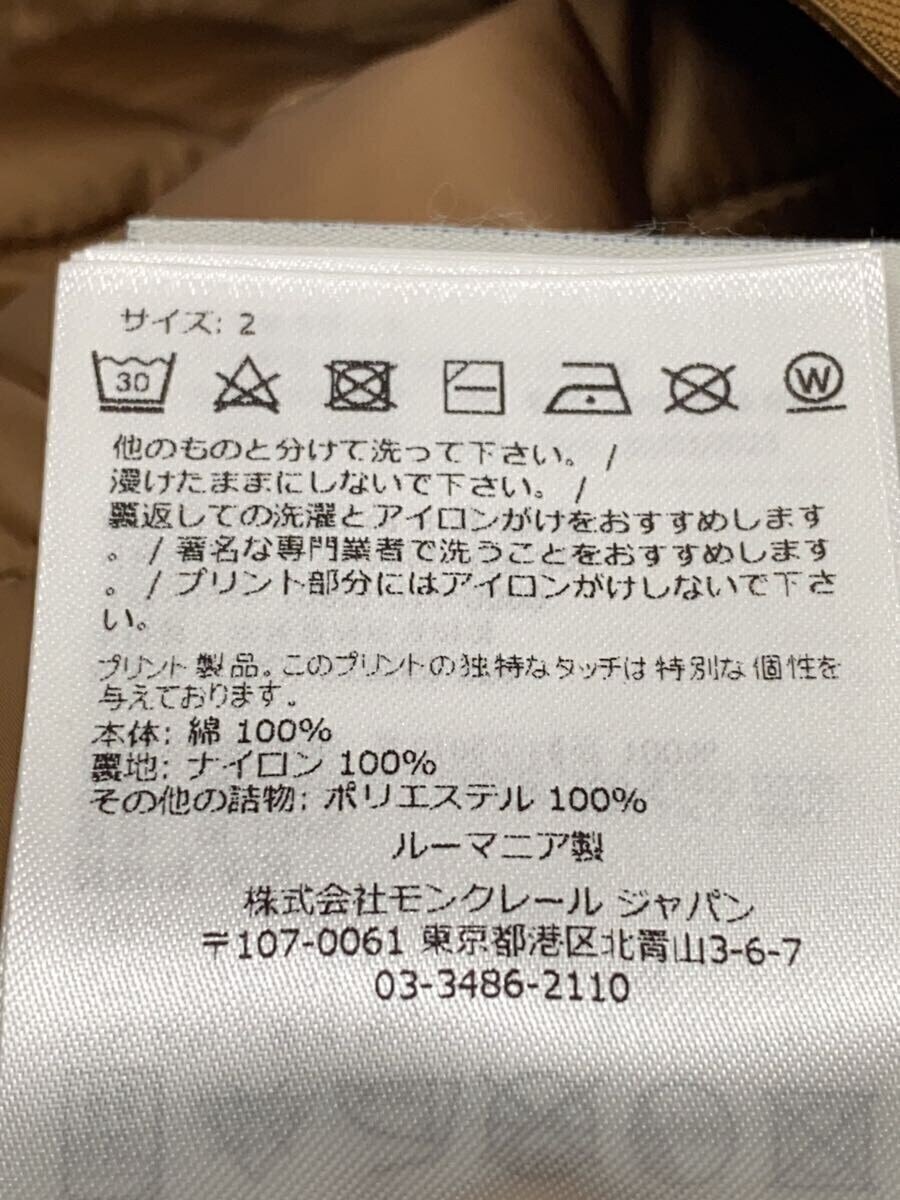 サイズ: 2
30
W
他のものと分けて洗って下さい。 /
浸けたままにしないで下さい。 /
裏返しての洗濯とアイロンがけをおすすめします
。 / 著名な専門業者で洗うことをおすすめします
。 / プリント部分にはアイロンがけしないで下さ
い。
プリント製品。このプリントの独特なタッチは特別な個性を
与えております。
本体: 綿 100%
裏地: ナイロン 100%
その他の詰物: ポリエステル 100%
ルーマニア製
株式会社モンクレール ジャパン
〒107-0061 東京都港区北青山3-6-7
03-3486-2110